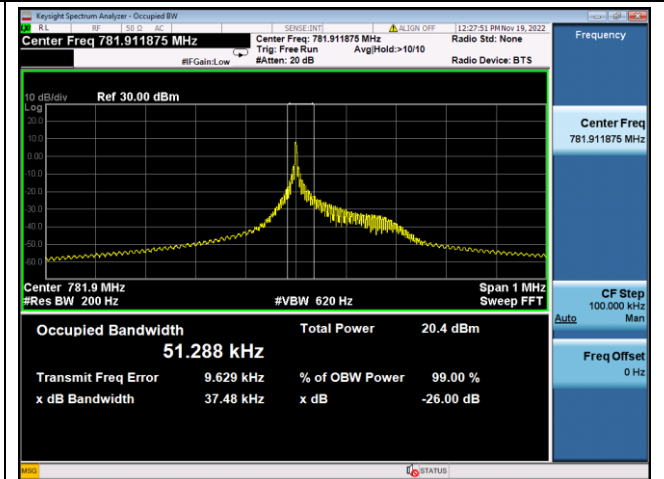 Keysight Spectrum Analyzer - Occupied BW
RL RF 50 Ω AC SENSE:INT ALIGN OFF 12:27:51 PM Nov 19, 2022
Center Freq 781.911875 MHz
Center Freq: 781.911875 MHz Radio Std: None
Trig: Free Run Avg|Hold:>10/10
#IFGain:Low #Atten: 20 dB Radio Device: BTS
Frequency
10 dB/div Ref 30.00 dBm
Log
20.0
10.0
0.00
-10.0
-20.0
-30.0
-40.0
-50.0
-60.0
Center Freq
781.911875 MHz
Center 781.9 MHz Span 1 MHz
#Res BW 200 Hz #VBW 620 Hz Sweep FFT
CF Step
100.000 kHz
Auto Man
Occupied Bandwidth Total Power 20.4 dBm
51.288 kHz
Transmit Freq Error 9.629 kHz % of OBW Power 99.00 %
x dB Bandwidth 37.48 kHz x dB -26.00 dB
Freq Offset
0 Hz
MSG STATUS